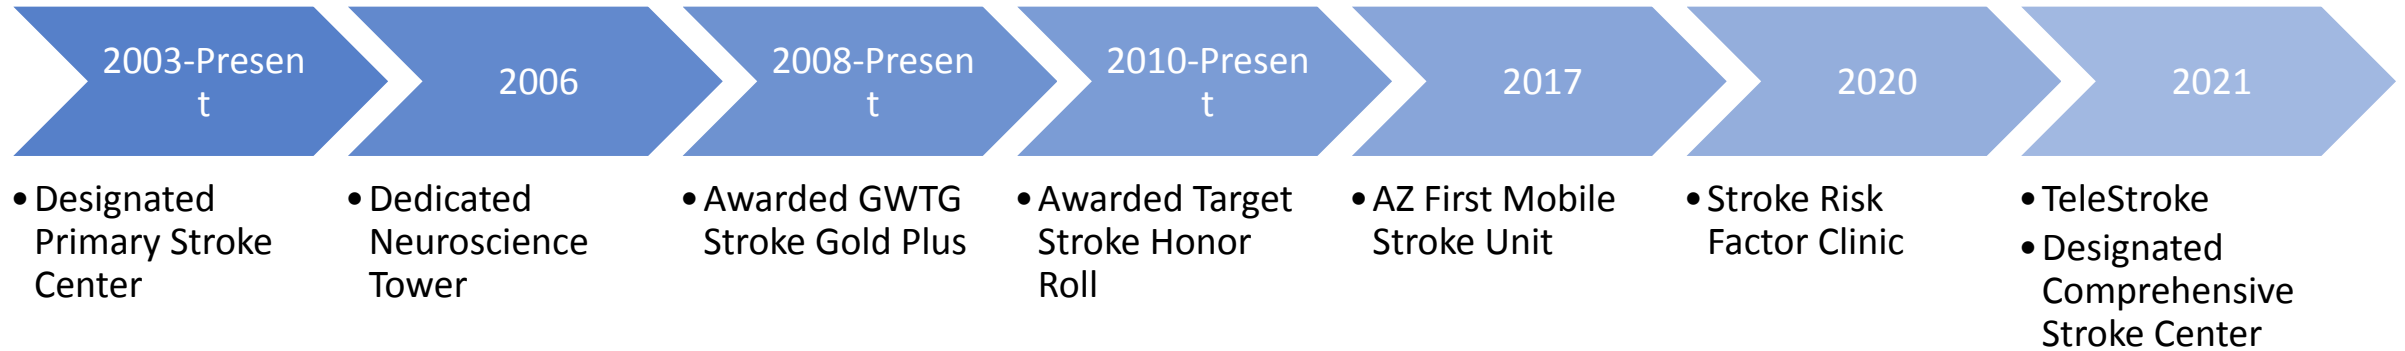 2003-Presen
t
2006
2008-Presen
t
2010-Presen
t
2017
2020
2021
• Designated
Primary Stroke
Center
• Dedicated
Neuroscience
Tower
• Awarded GWTG
Stroke Gold Plus
• Awarded Target
Stroke Honor
Roll
• AZ First Mobile
Stroke Unit
• Stroke Risk
Factor Clinic
• TeleStroke
• Designated
Comprehensive
Stroke Center